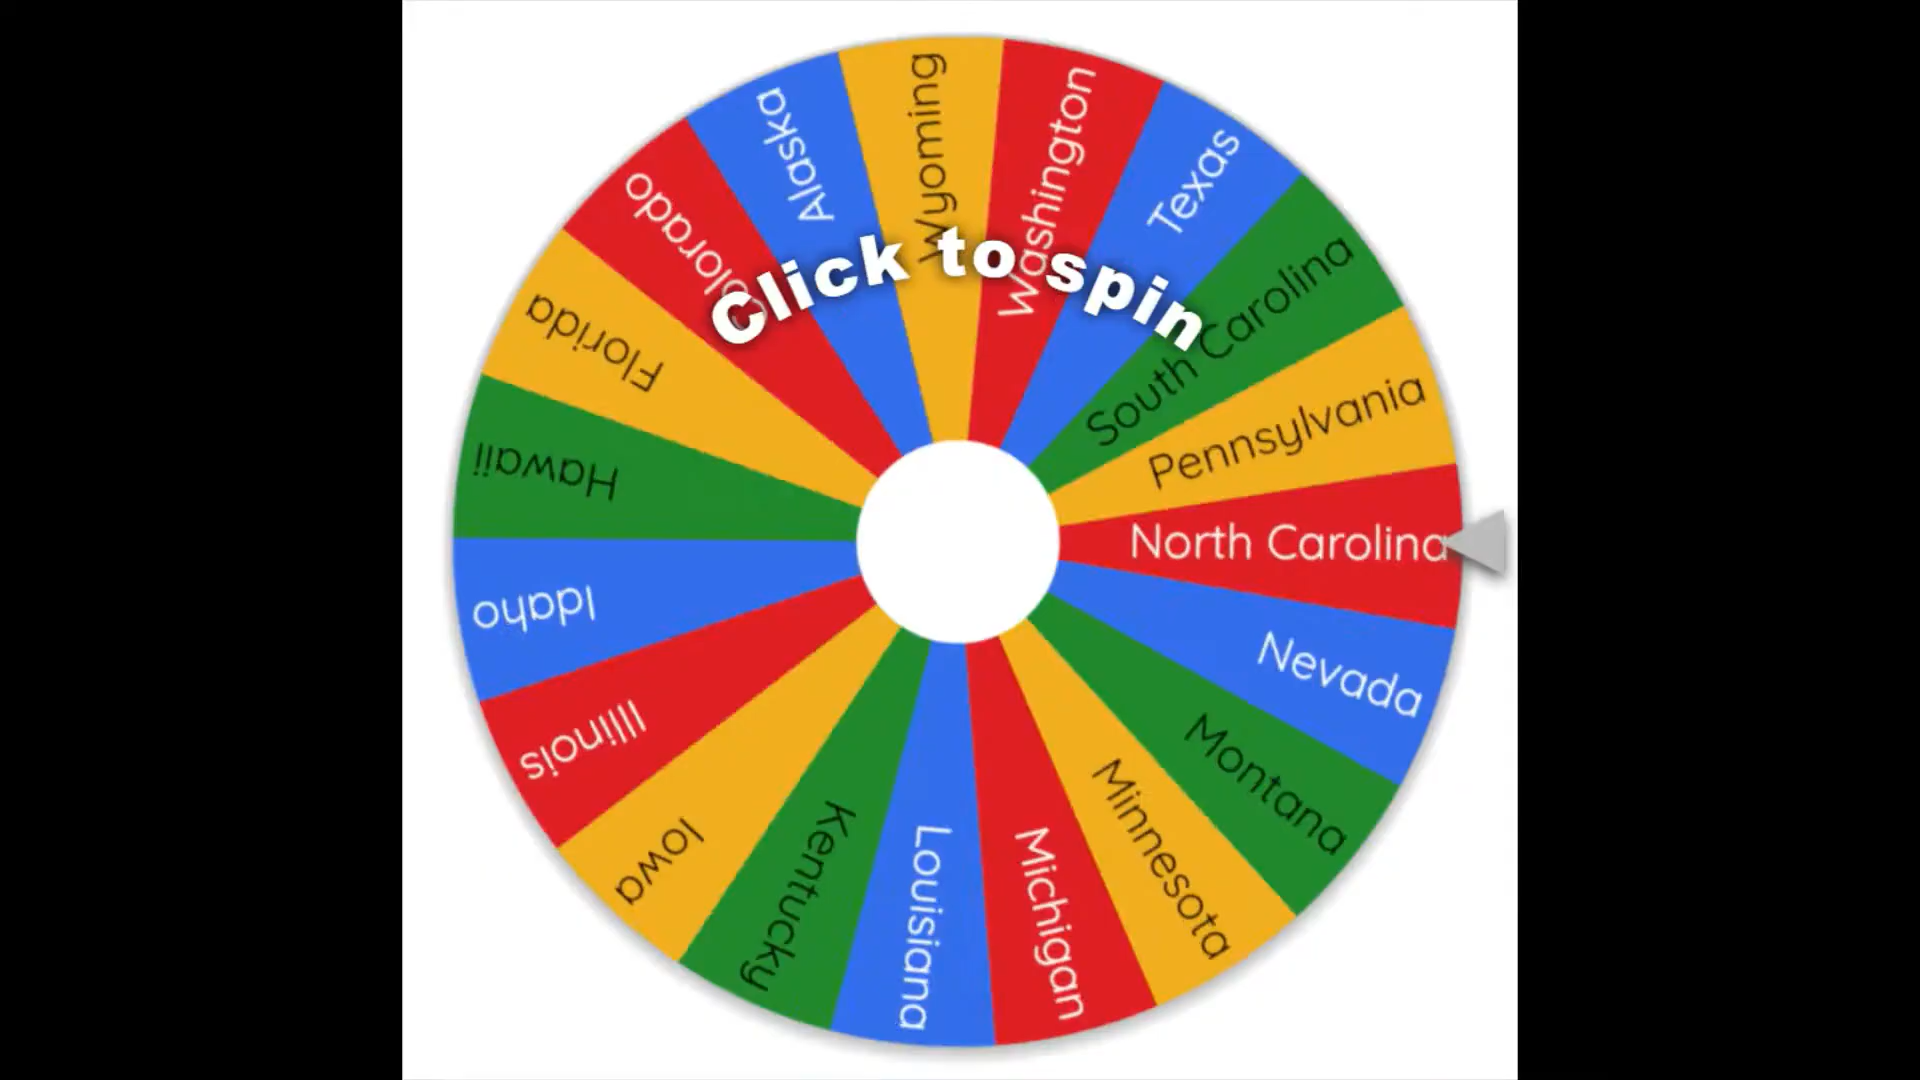 Click to spin
Wyoming
Washington
Texas
South Carolina
Pennsylvania
North Carolina
Nevada
Montana
Minnesota
Michigan
Louisiana
Kentucky
Iowa
Illinois
Idaho
Hawaii
Florida
Colorado
Alaska